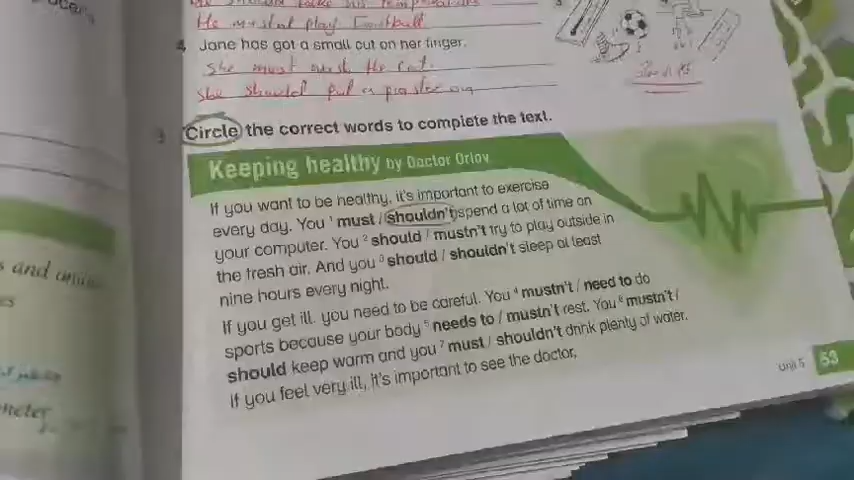 He mustn't play football
4 Jane has got a small cut on her finger.
She must wash the cut.
She should put a plaster on
3 Circle the correct words to complete the text.
Keeping healthy by Doctor Orlov
If you want to be healthy, it's important to exercise
every day. You 1 must / shouldn't spend a lot of time on
your computer. You 2 should / mustn't try to play outside in
the fresh air. And you 3 should / shouldn't sleep at least
nine hours every night.
If you get ill, you need to be careful. You 4 mustn't / need to do
sports because your body 5 needs to / mustn't rest. You 6 mustn't /
should keep warm and you 7 must / shouldn't drink plenty of water.
If you feel very ill, it's important to see the doctor.
Unit 5 53